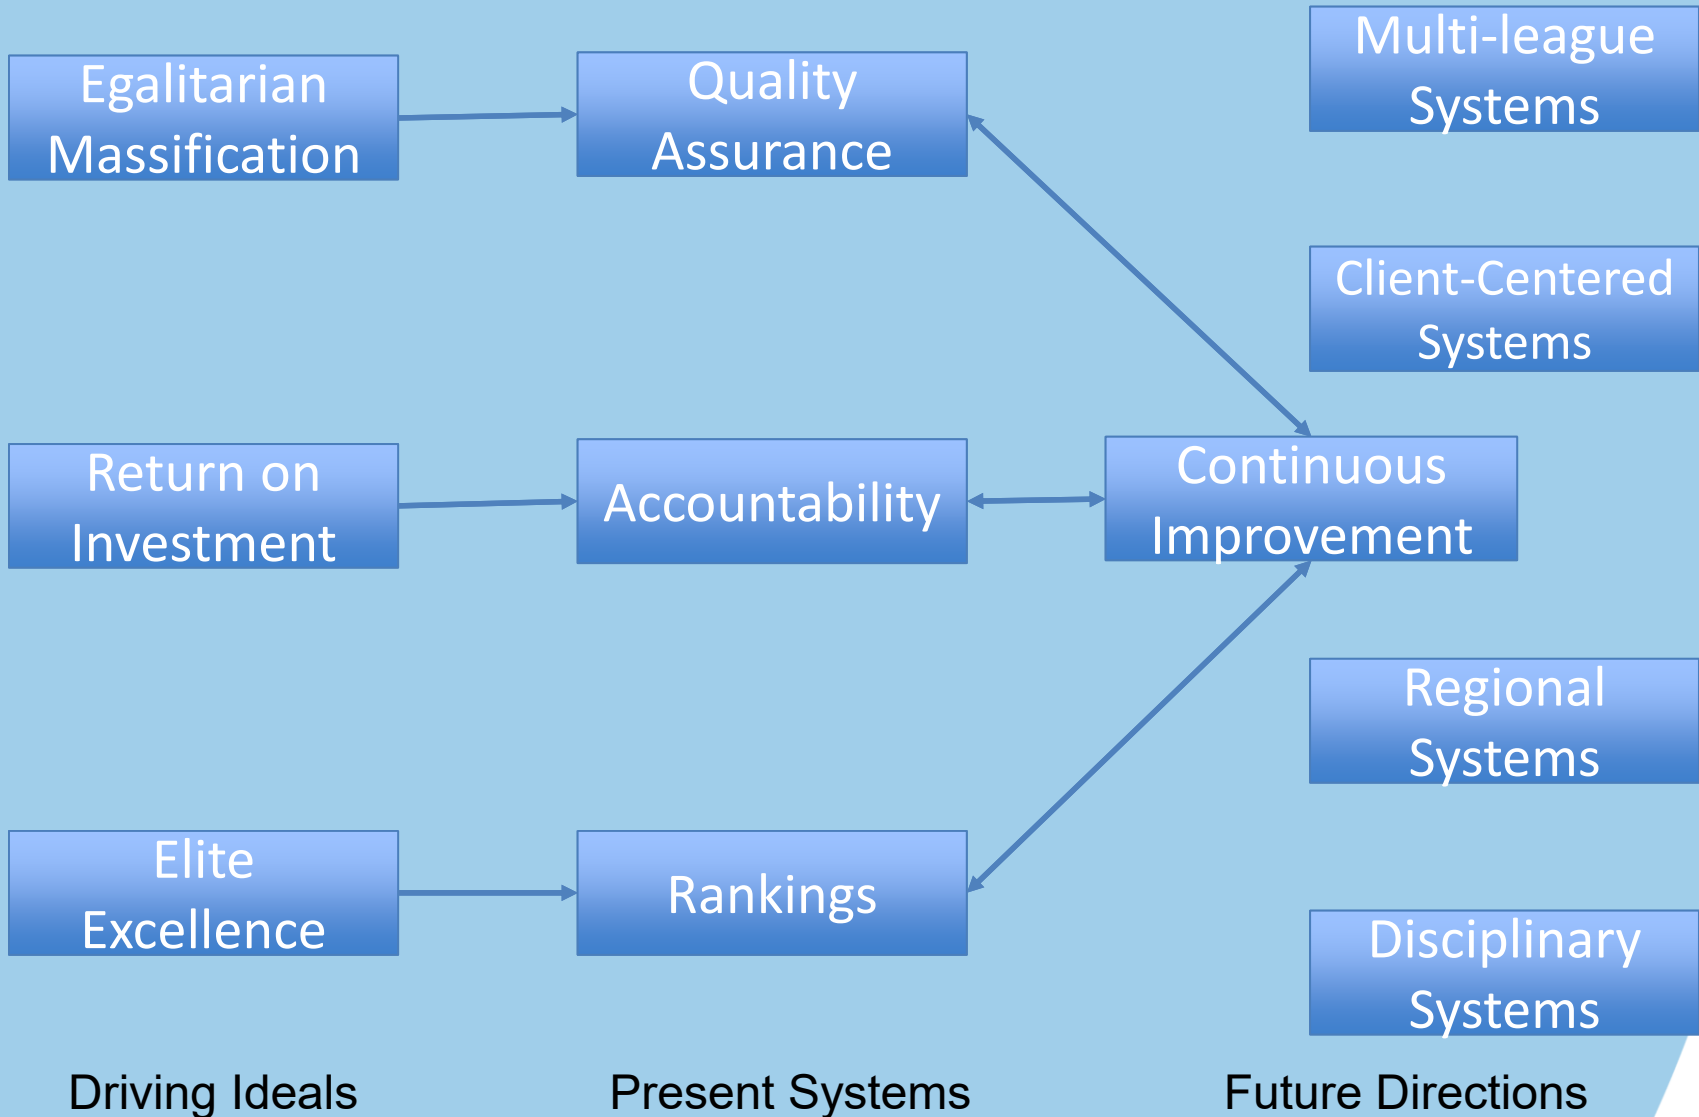 Egalitarian
Massification
Quality
Assurance
Multi-league
Systems
Client-Centered
Systems
Return on
Investment
Accountability
Continuous
Improvement
Regional
Systems
Elite
Excellence
Rankings
Disciplinary
Systems
Driving Ideals
Present Systems
Future Directions